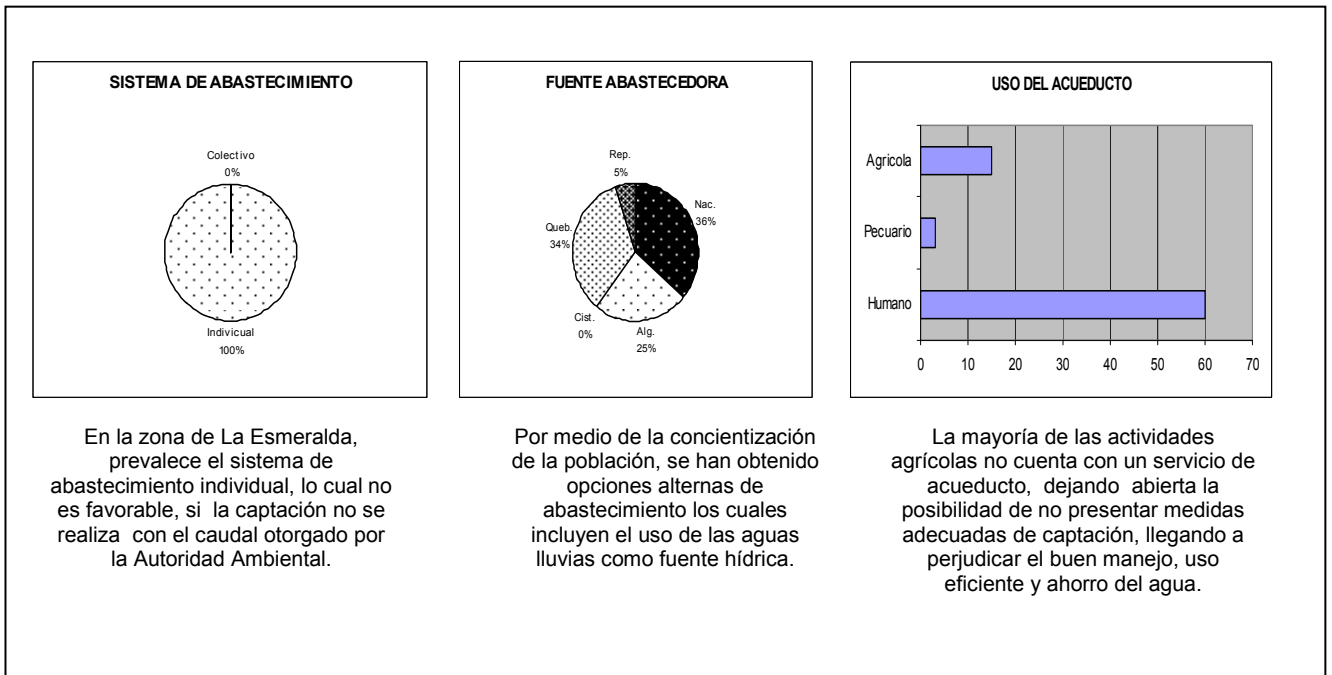 SISTEMA DE ABASTECIMIENTO
Colectivo
0%
Indivicual
100%
FUENTE ABASTECEDORA
Rep.
5%
Nac.
36%
Queb.
34%
Cist.
0%
Alg.
25%
USO DEL ACUEDUCTO
Agricola
Pecuario
Humano
0 10 20 30 40 50 60 70
En la zona de La Esmeralda,
prevalece el sistema de
abastecimiento individual, lo cual no
es favorable, si la captación no se
realiza con el caudal otorgado por
la Autoridad Ambiental.
Por medio de la concientización
de la población, se han obtenido
opciones alternas de
abastecimiento los cuales
incluyen el uso de las aguas
lluvias como fuente hídrica.
La mayoría de las actividades
agrícolas no cuenta con un servicio de
acueducto, dejando abierta la
posibilidad de no presentar medidas
adecuadas de captación, llegando a
perjudicar el buen manejo, uso
eficiente y ahorro del agua.